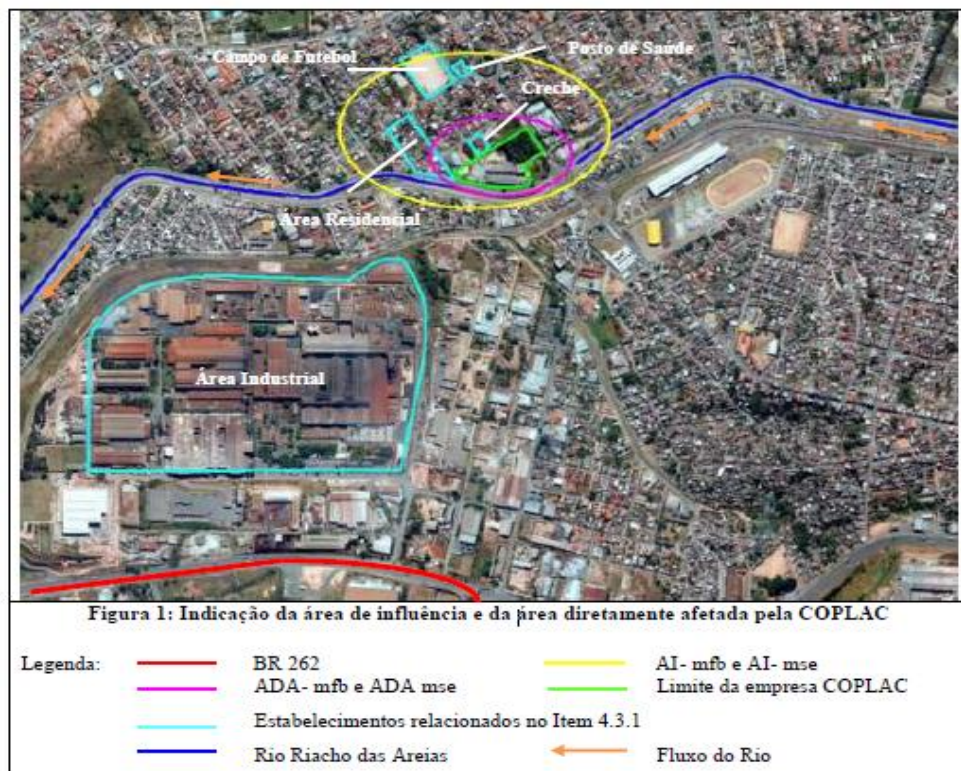 Campo de Futebol
Posto de Saúde
Creche
Área Residencial
Área Industrial
Figura 1: Indicação da área de influência e da área diretamente afetada pela COPLAC
Legenda:
BR 262
AI- mfb e AI- mse
ADA- mfb e ADA mse
Limite da empresa COPLAC
Estabelecimentos relacionados no Item 4.3.1
Rio Riacho das Areias
Fluxo do Rio